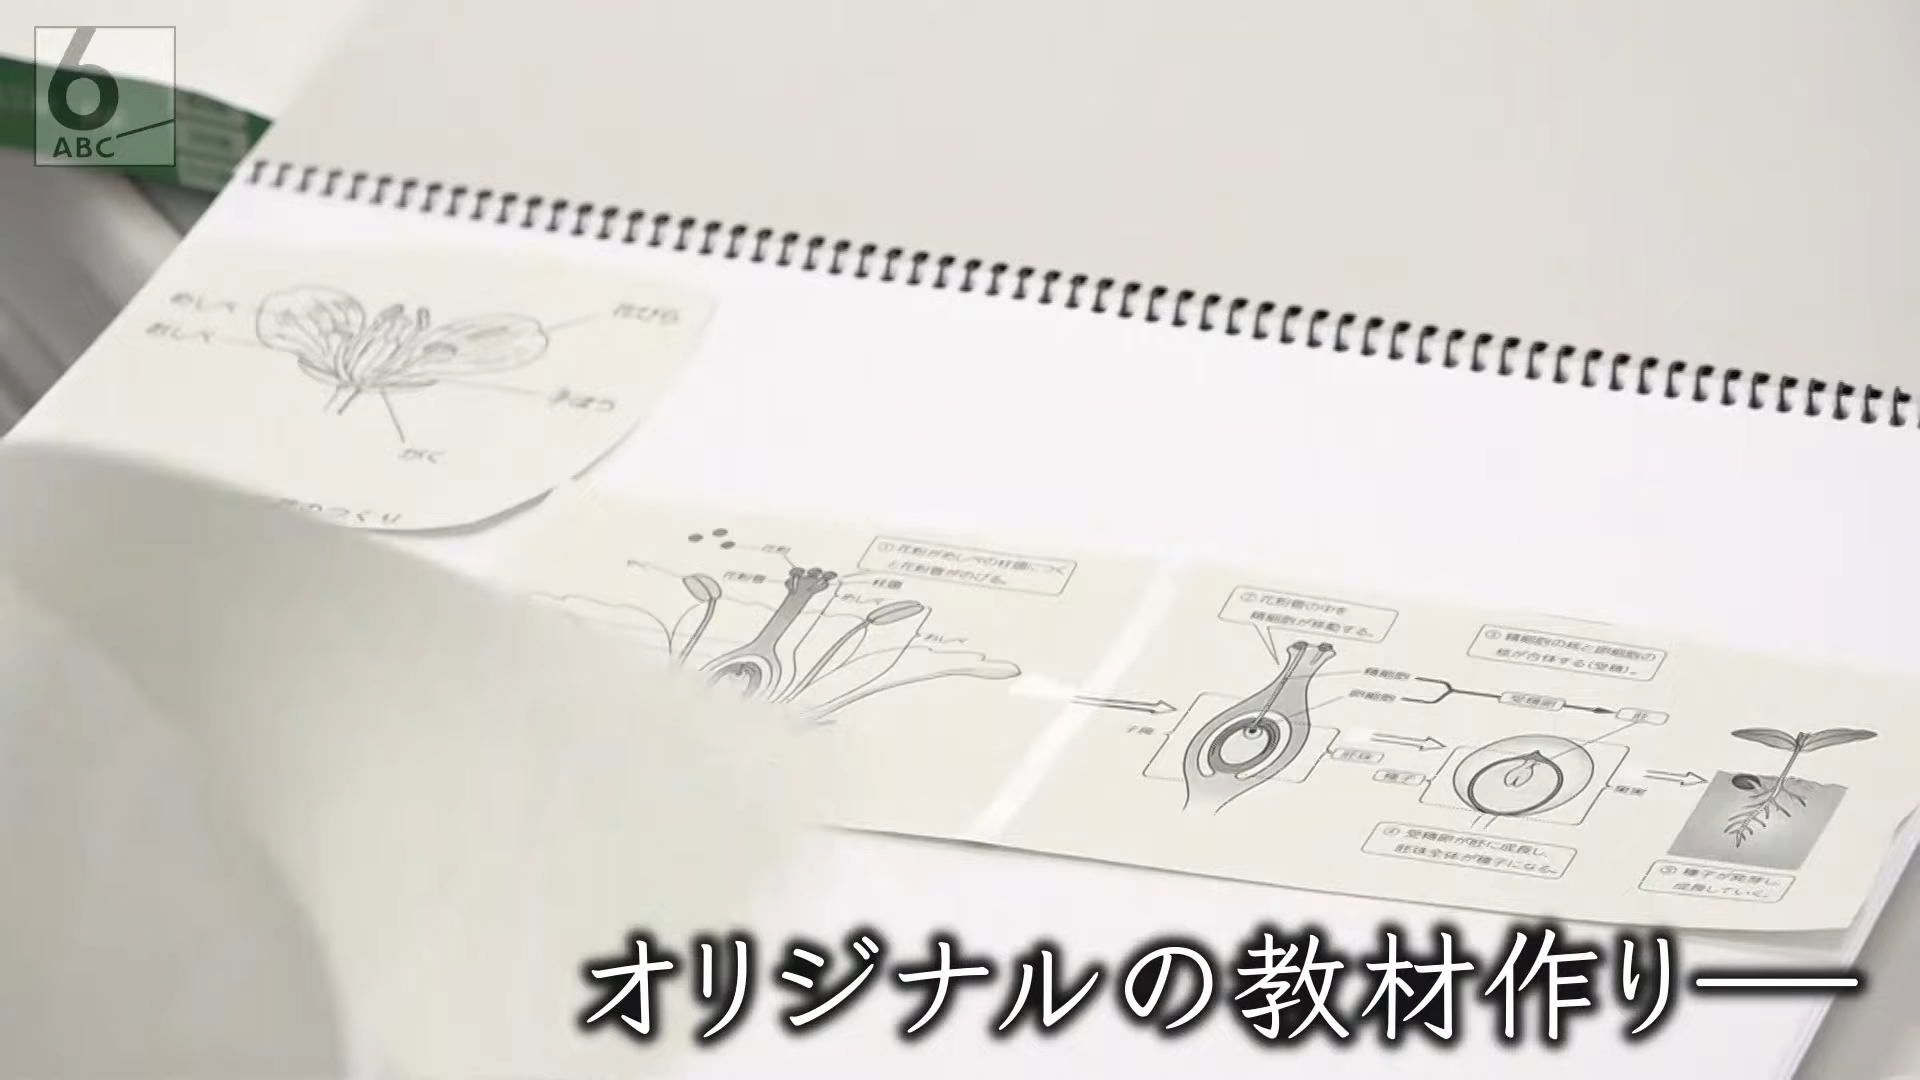 6
ABC
めしべ
おしべ
花びら
がく
花のつくり
花粉
①花粉がめしべの柱頭につく
と花粉管がのびる。
花粉管
柱頭
めしべ
おしべ
②花粉管の中を
精細胞が移動する。
③精細胞の核と卵細胞の
核が合体する(受精)。
精細胞
卵細胞
受精卵
胚
子房
胚珠
種子
果実
④受精卵が胚に成長し、
胚珠全体が種子になる。
⑤種子が発芽し、
成長していく。
オリジナルの教材作り――